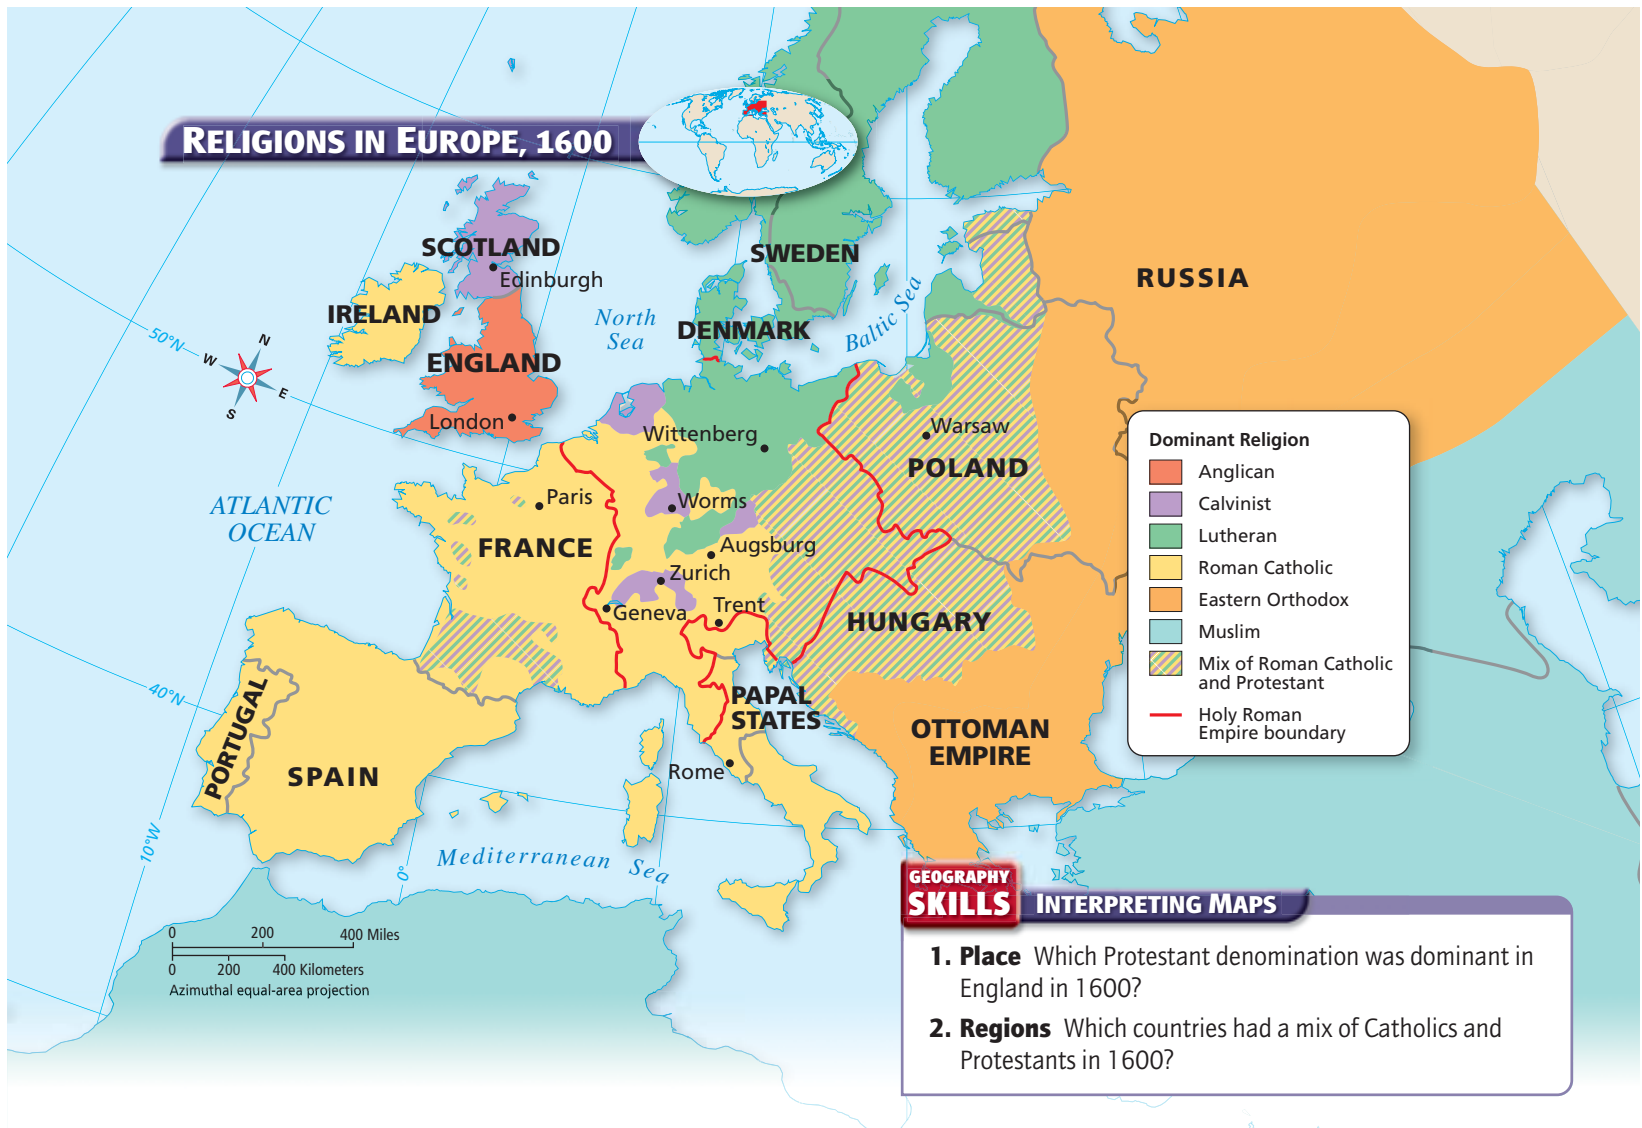 RELIGIONS IN EUROPE, 1600
SCOTLAND
Edinburgh
IRELAND
ENGLAND
London
North
Sea
SWEDEN
DENMARK
Baltic Sea
RUSSIA
50°N
N
W
E
S
Wittenberg
Warsaw
POLAND
ATLANTIC
OCEAN
Paris
FRANCE
Worms
Augsburg
Zurich
Geneva
Trent
HUNGARY
40°N
PORTUGAL
SPAIN
PAPAL
STATES
Rome
OTTOMAN
EMPIRE
10°W
0°
Mediterranean Sea
Dominant Religion
Anglican
Calvinist
Lutheran
Roman Catholic
Eastern Orthodox
Muslim
Mix of Roman Catholic
and Protestant
Holy Roman
Empire boundary
0 200 400 Miles
0 200 400 Kilometers
Azimuthal equal-area projection
GEOGRAPHY
SKILLS
INTERPRETING MAPS
1. Place Which Protestant denomination was dominant in
England in 1600?
2. Regions Which countries had a mix of Catholics and
Protestants in 1600?